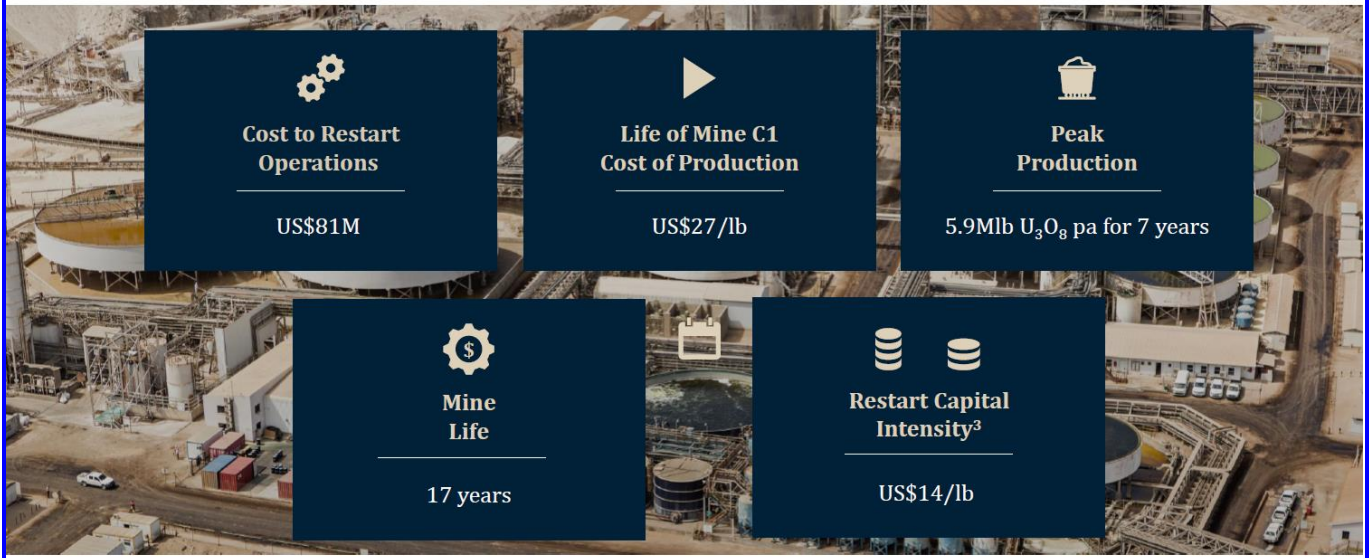 Cost to Restart
Operations
US$81M
Life of Mine C1
Cost of Production
US$27/lb
Peak
Production
5.9Mlb U₃O₈ pa for 7 years
$
Mine
Life
17 years
Restart Capital
Intensity³
US$14/lb